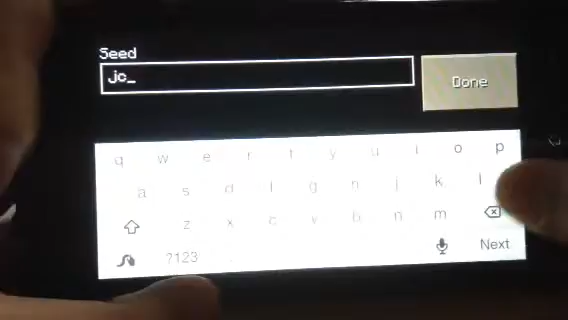 Seed
jc_
Done
q w e r t y u i o p
a s d f g h j k l
z x c v b n m
?123 . Next